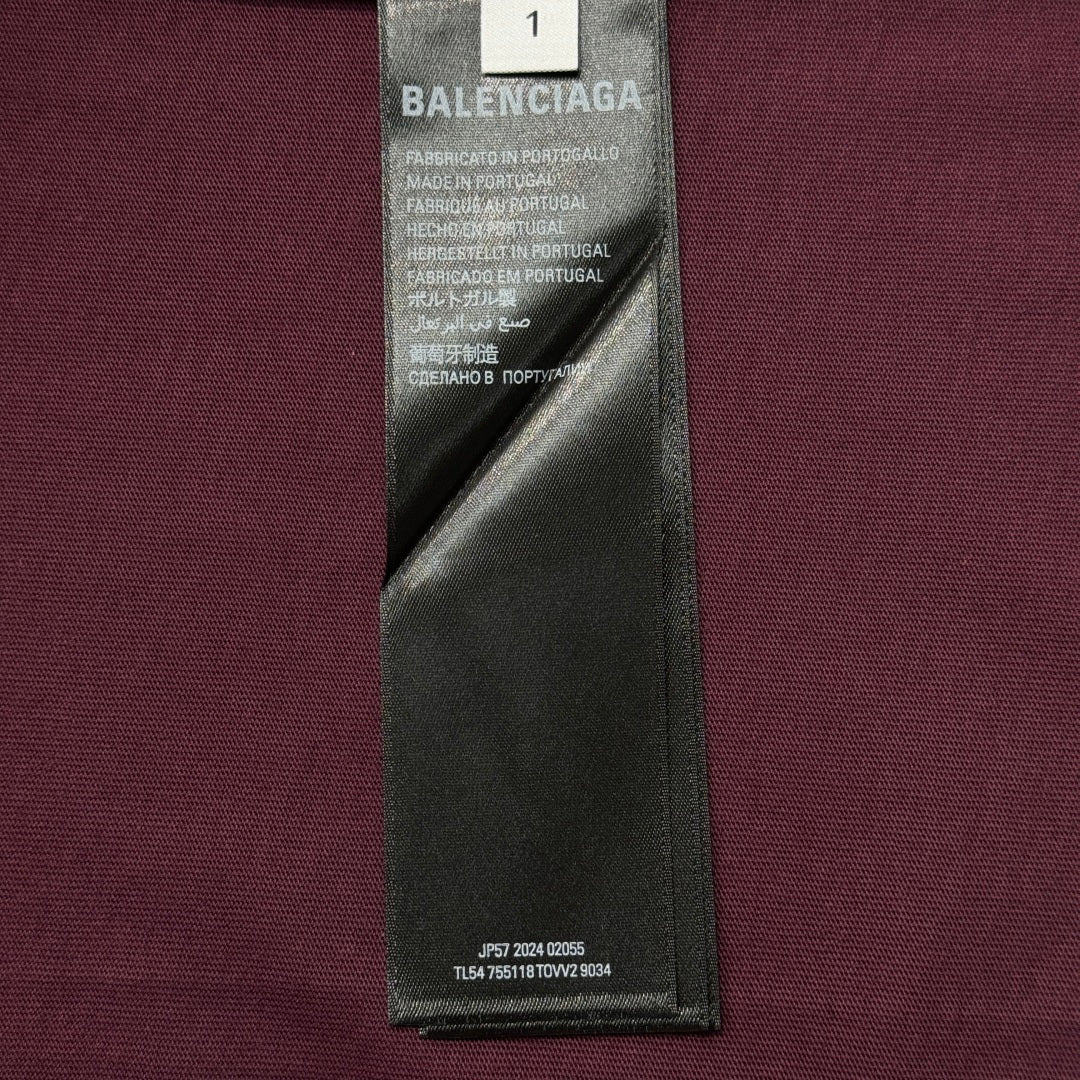 1
BALENCIAGA
FABBRICATO IN PORTOGALLO
MADE IN PORTUGAL
FABRIQUE AU PORTUGAL
HECHO EN PORTUGAL
HERGESTELLT IN PORTUGAL
FABRICADO EM PORTUGAL
ポルトガル製
صنع في البرتغال
葡萄牙制造
СДЕЛАНО В ПОРТУГАЛИИ
JP57 2024 02055
TL54 755118TOVV2 9034